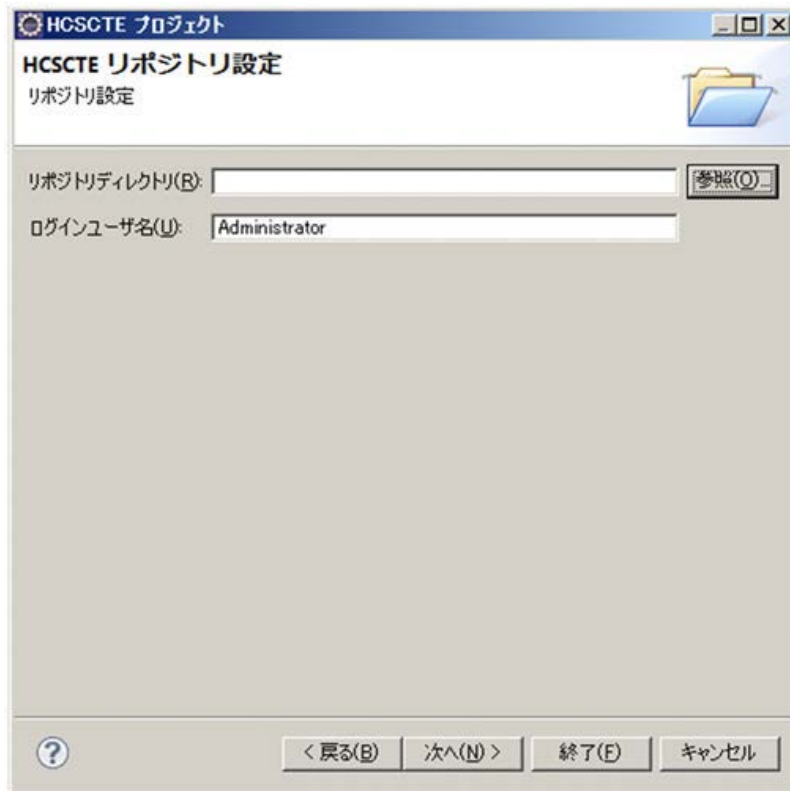 HCSCTE プロジェクト
HCSCTE リポジトリ設定
リポジトリ設定
リポジトリディレクトリ(R): 参照(O)...
ログインユーザ名(U): Administrator
< 戻る(B) 次へ(N) > 終了(F) キャンセル